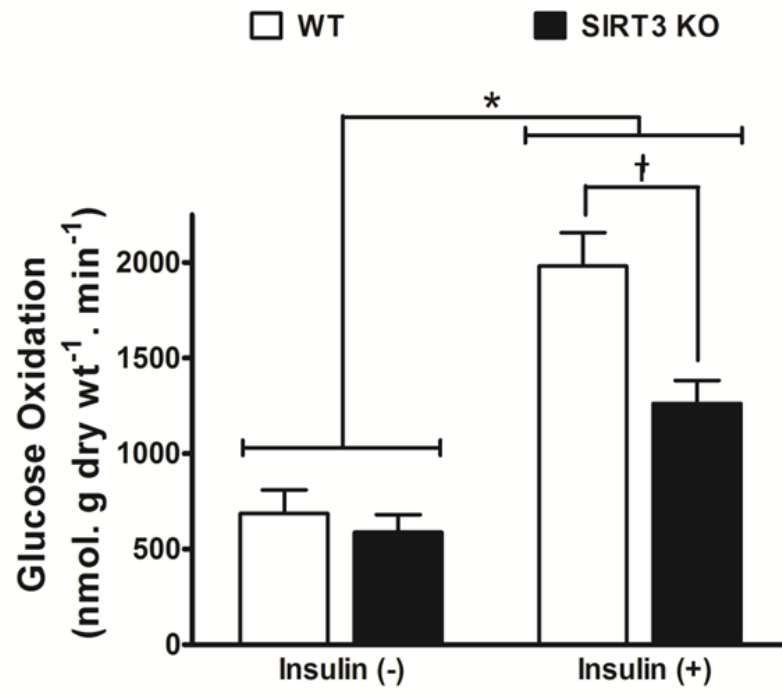 WT SIRT3 KO
*
†
Glucose Oxidation
(nmol. g dry wt⁻¹ . min⁻¹)
2000
1500
1000
500
0
Insulin (-) Insulin (+)